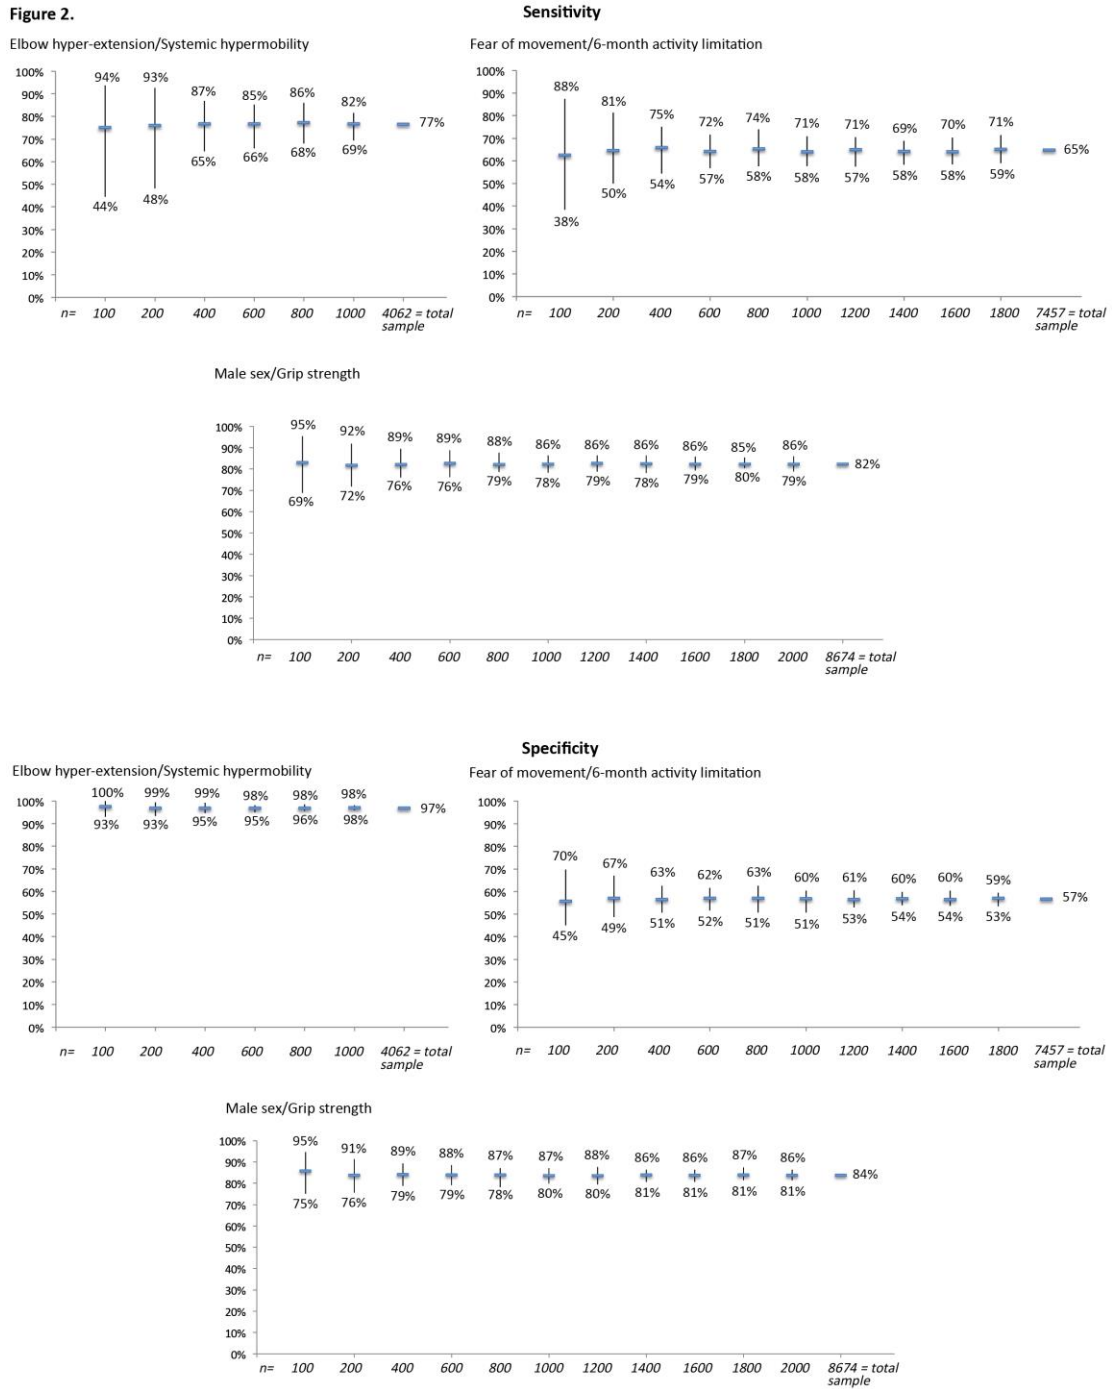 Figure 2.
Sensitivity
Elbow hyper-extension/Systemic hypermobility
100%
90%
80%
70%
60%
50%
40%
30%
20%
10%
0%
94% 93% 87% 85% 86% 82% 77%
44% 48% 65% 66% 68% 69%
n= 100 200 400 600 800 1000 4062 = total
sample
Fear of movement/6-month activity limitation
100%
90%
80%
70%
60%
50%
40%
30%
20%
10%
0%
88% 81% 75% 72% 74% 71% 71% 69% 70% 71% 65%
38% 50% 54% 57% 58% 58% 57% 58% 58% 59%
n= 100 200 400 600 800 1000 1200 1400 1600 1800 7457 = total
sample
Male sex/Grip strength
100%
90%
80%
70%
60%
50%
40%
30%
20%
10%
0%
95% 92% 89% 89% 88% 86% 86% 86% 86% 85% 86% 82%
69% 72% 76% 76% 79% 78% 79% 78% 79% 80% 79%
n= 100 200 400 600 800 1000 1200 1400 1600 1800 2000 8674 = total
sample
Specificity
Elbow hyper-extension/Systemic hypermobility
100%
90%
80%
70%
60%
50%
40%
30%
20%
10%
0%
100% 99% 99% 98% 98% 98% 97%
93% 93% 95% 95% 96% 98%
n= 100 200 400 600 800 1000 4062 = total
sample
Fear of movement/6-month activity limitation
100%
90%
80%
70%
60%
50%
40%
30%
20%
10%
0%
70% 67% 63% 62% 63% 60% 61% 60% 60% 59% 57%
45% 49% 51% 52% 51% 51% 53% 54% 54% 53%
n= 100 200 400 600 800 1000 1200 1400 1600 1800 7457 = total
sample
Male sex/Grip strength
100%
90%
80%
70%
60%
50%
40%
30%
20%
10%
0%
95% 91% 89% 88% 87% 87% 88% 86% 86% 87% 86% 84%
75% 76% 79% 79% 78% 80% 80% 81% 81% 81% 81%
n= 100 200 400 600 800 1000 1200 1400 1600 1800 2000 8674 = total
sample